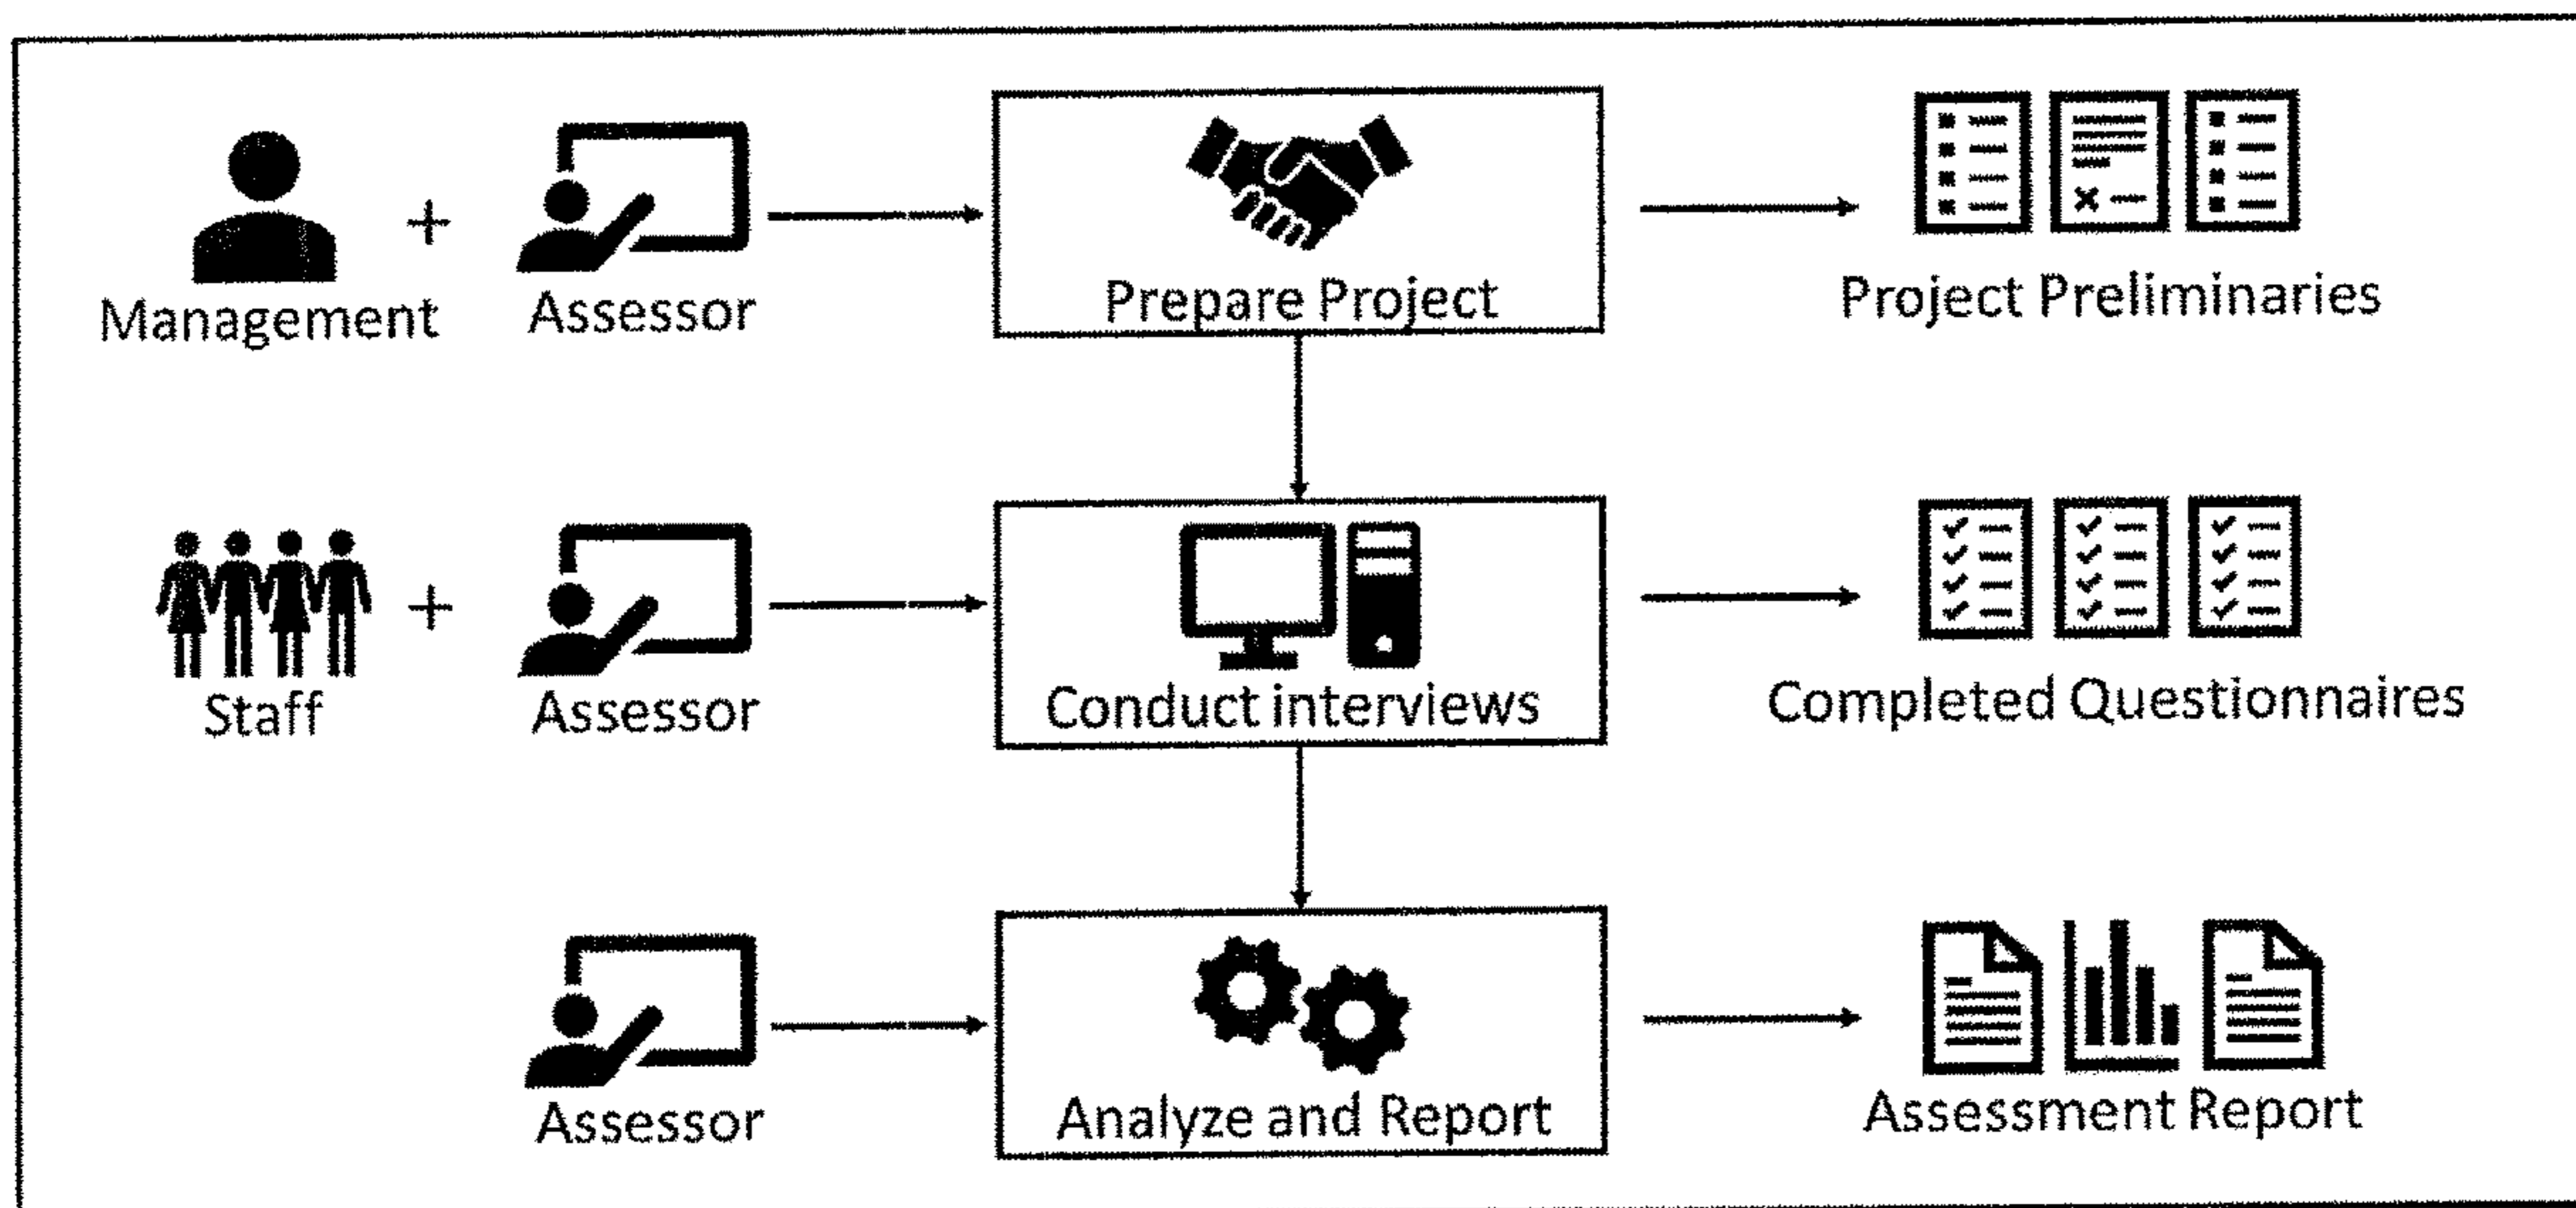 Management + Assessor
Prepare Project
Project Preliminaries
Staff + Assessor
Conduct interviews
Completed Questionnaires
Assessor
Analyze and Report
Assessment Report